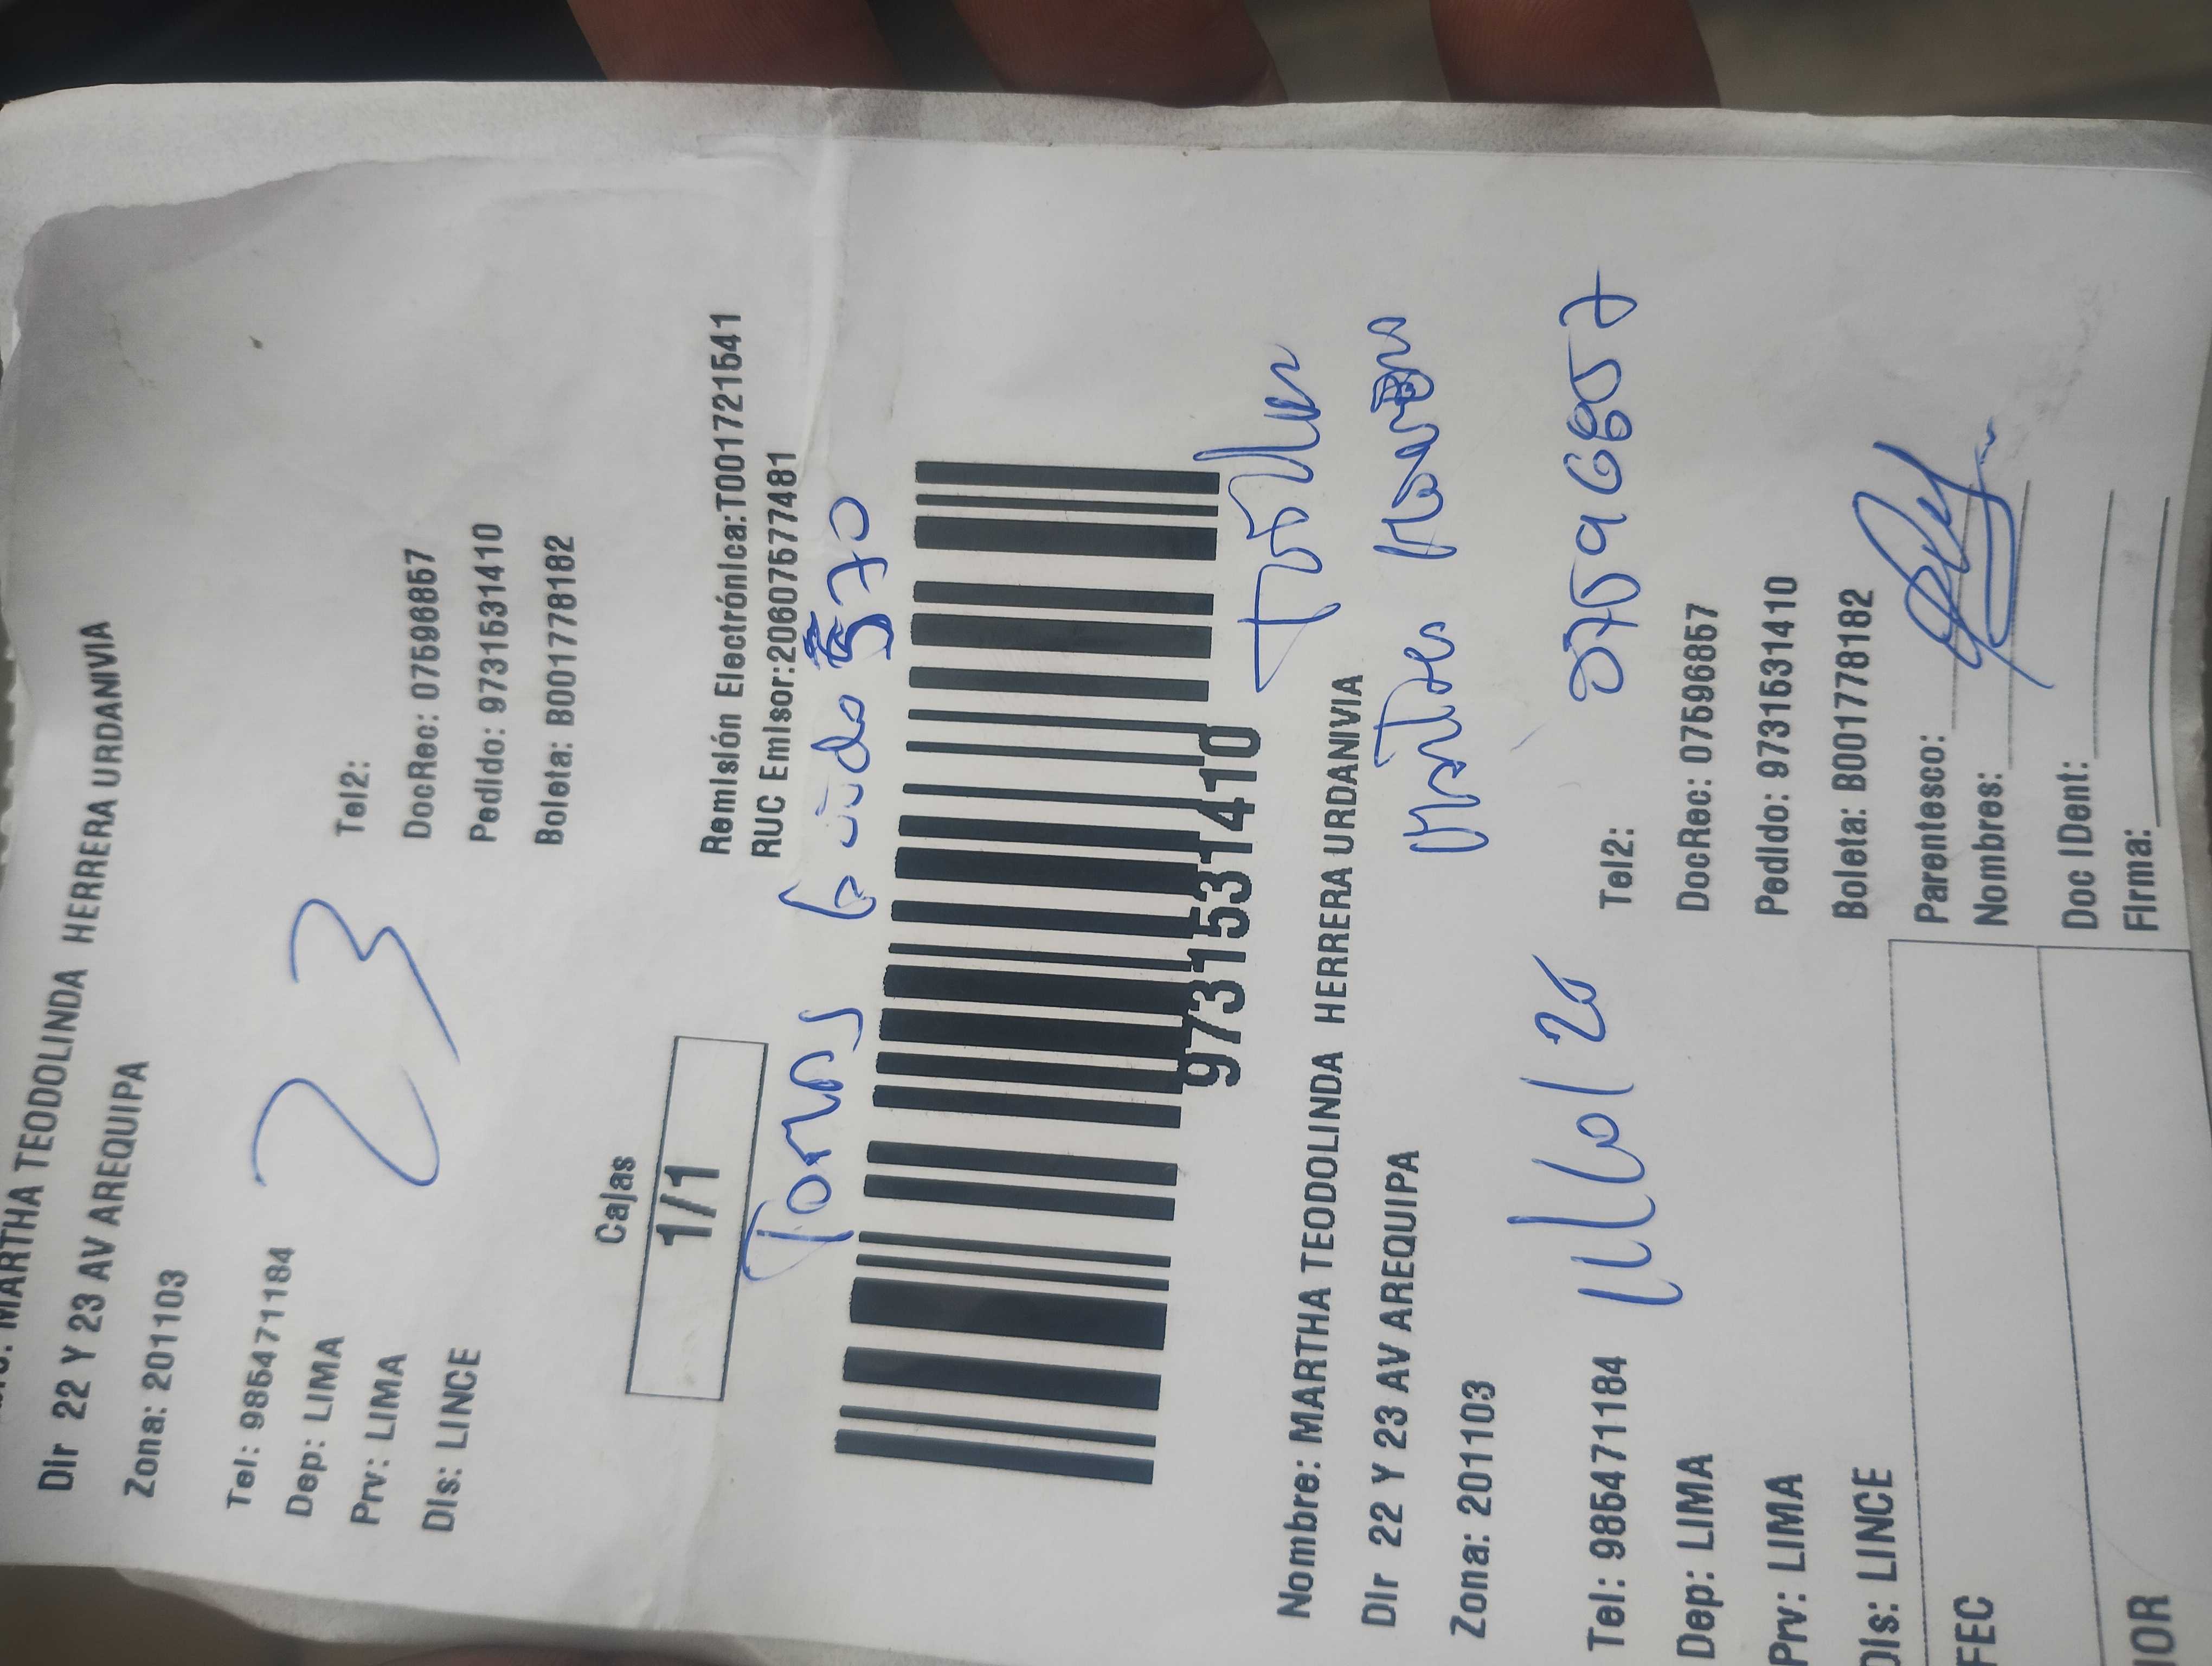 MARTHA TEODOLINDA HERRERA URDANIVIA
Dir 22 Y 23 AV AREQUIPA
Zona: 201103
Tel: 985471184
Tel2:
Dep: LIMA
DocRec: 07596857
Prv: LIMA
Pedido: 9731531410
Dis: LINCE
Boleta: B001778182
23
Cajas
1/1
Remisión Electrónica:T001721541
RUC Emisor:20607577481
570
9731531410
Nombre: MARTHA TEODOLINDA HERRERA URDANIVIA
Dir 22 Y 23 AV AREQUIPA
Zona: 201103
07596857
Tel: 985471184
Tel2:
Dep: LIMA
DocRec: 07596857
Prv: LIMA
Pedido: 9731531410
Dis: LINCE
Boleta: B001778182
FEC
Parentesco:
Nombres:
IOR
Doc IDent:
Firma: